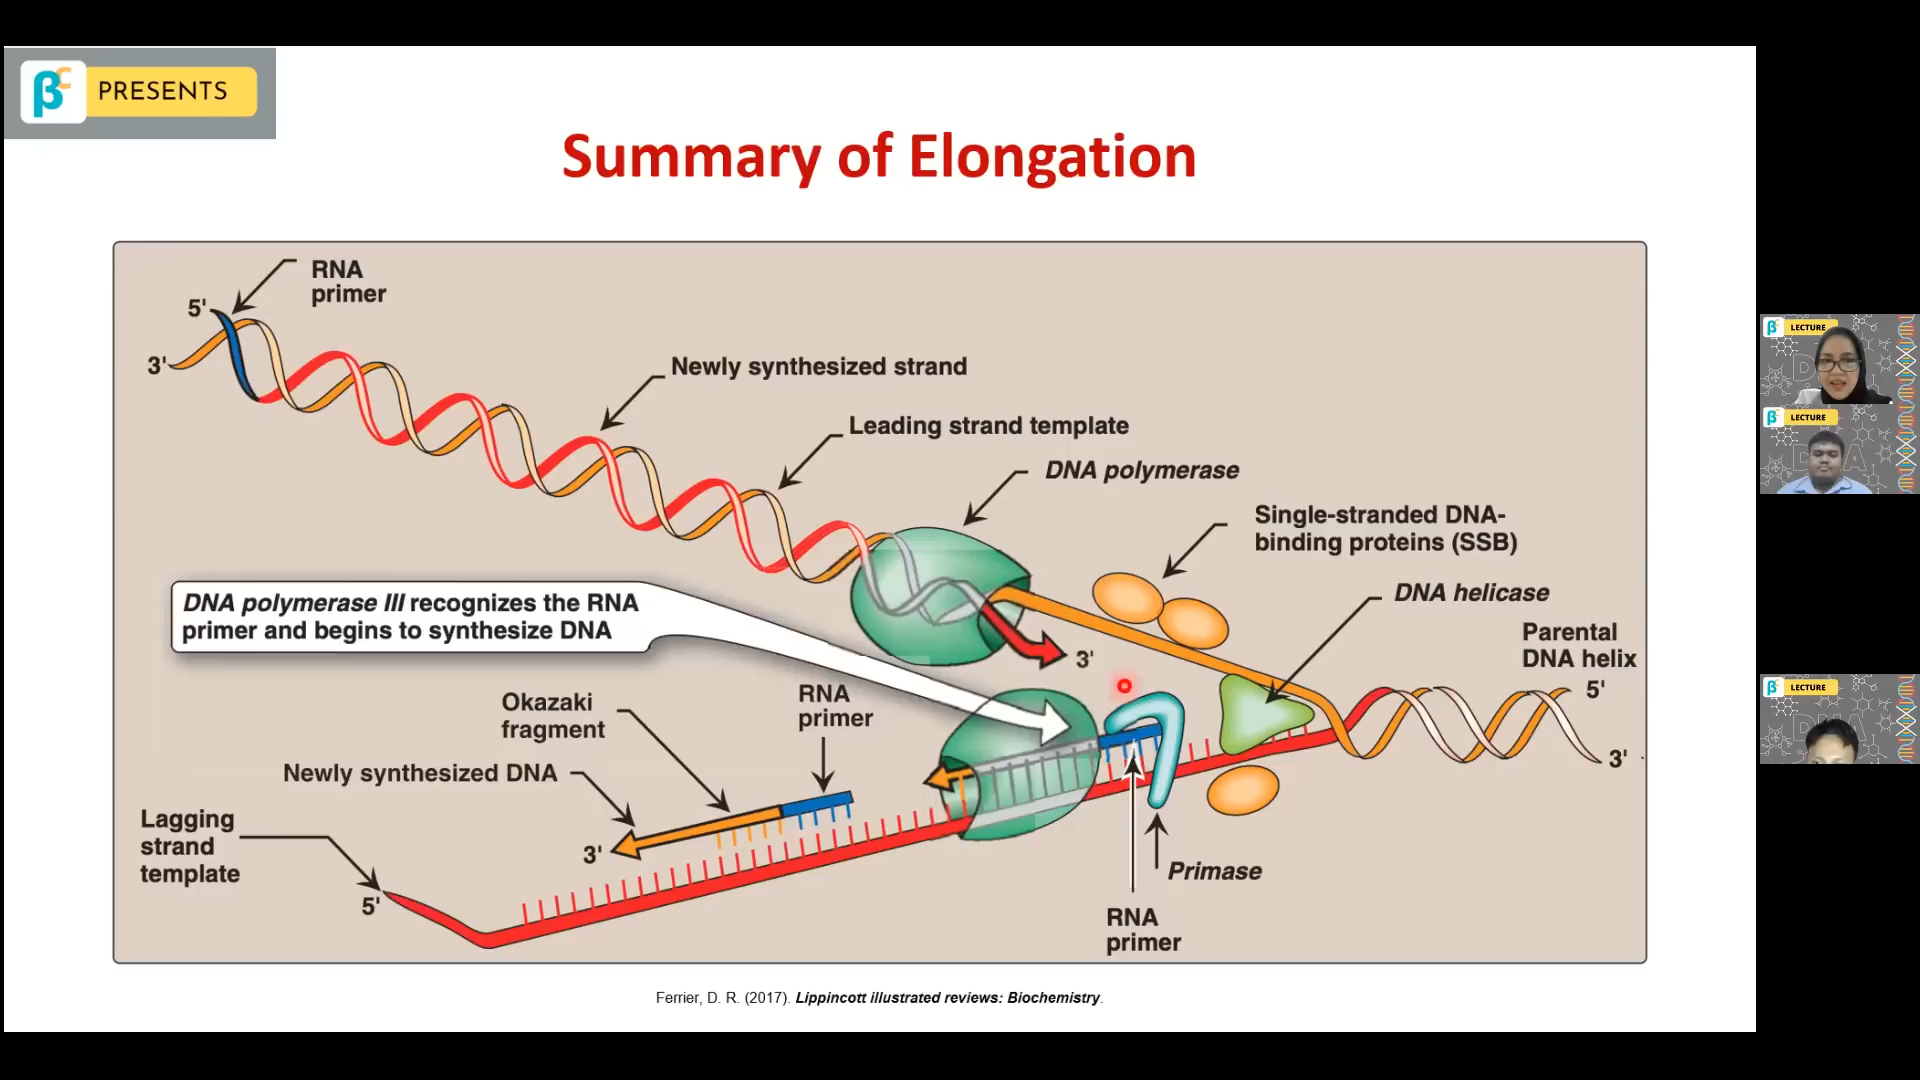 βc PRESENTS
Summary of Elongation
RNA
primer
5'
3'
Newly synthesized strand
Leading strand template
DNA polymerase
Single-stranded DNA-
binding proteins (SSB)
DNA helicase
Parental
DNA helix
5'
3'
DNA polymerase III recognizes the RNA
primer and begins to synthesize DNA
3'
Okazaki
fragment
RNA
primer
Newly synthesized DNA
Lagging
strand
template
3'
5'
Primase
RNA
primer
Ferrier, D. R. (2017). Lippincott illustrated reviews: Biochemistry.
β LECTURE
β LECTURE
β LECTURE